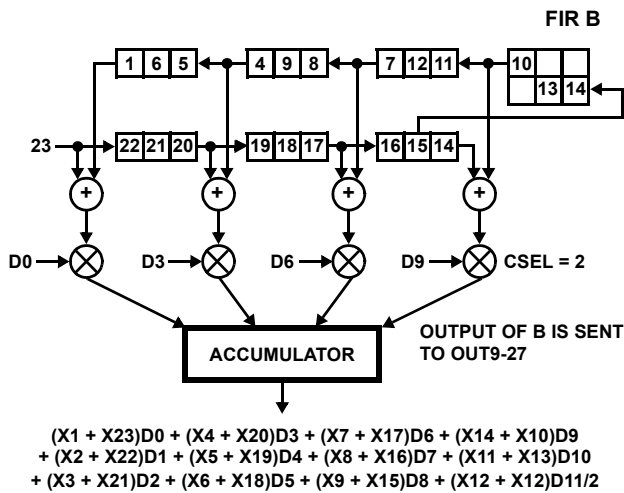 FIR B
1 6 5 4 9 8 7 12 11 10
13 14
23 22 21 20 19 18 17 16 15 14
+ + + +
D0 D3 D6 D9 CSEL = 2
ACCUMULATOR
OUTPUT OF B IS SENT
TO OUT9-27
(X1 + X23)D0 + (X4 + X20)D3 + (X7 + X17)D6 + (X14 + X10)D9
+ (X2 + X22)D1 + (X5 + X19)D4 + (X8 + X16)D7 + (X11 + X13)D10
+ (X3 + X21)D2 + (X6 + X18)D5 + (X9 + X15)D8 + (X12 + X12)D11/2